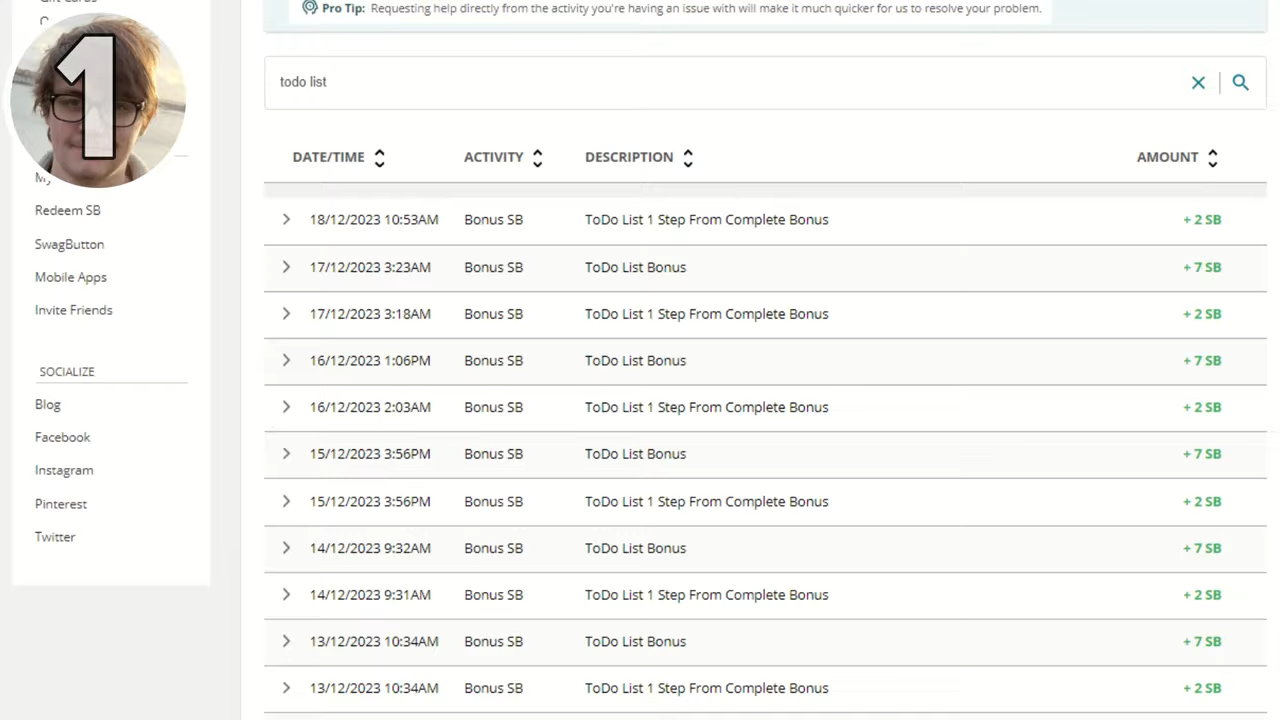 Pro Tip: Requesting help directly from the activity you're having an issue with will make it much quicker for us to resolve your problem.
1
todo list
DATE/TIME ACTIVITY DESCRIPTION AMOUNT
18/12/2023 10:53AM Bonus SB ToDo List 1 Step From Complete Bonus + 2 SB
17/12/2023 3:23AM Bonus SB ToDo List Bonus + 7 SB
17/12/2023 3:18AM Bonus SB ToDo List 1 Step From Complete Bonus + 2 SB
16/12/2023 1:06PM Bonus SB ToDo List Bonus + 7 SB
16/12/2023 2:03AM Bonus SB ToDo List 1 Step From Complete Bonus + 2 SB
15/12/2023 3:56PM Bonus SB ToDo List Bonus + 7 SB
15/12/2023 3:56PM Bonus SB ToDo List 1 Step From Complete Bonus + 2 SB
14/12/2023 9:32AM Bonus SB ToDo List Bonus + 7 SB
14/12/2023 9:31AM Bonus SB ToDo List 1 Step From Complete Bonus + 2 SB
13/12/2023 10:34AM Bonus SB ToDo List Bonus + 7 SB
13/12/2023 10:34AM Bonus SB ToDo List 1 Step From Complete Bonus + 2 SB
Redeem SB
SwagButton
Mobile Apps
Invite Friends
SOCIALIZE
Blog
Facebook
Instagram
Pinterest
Twitter